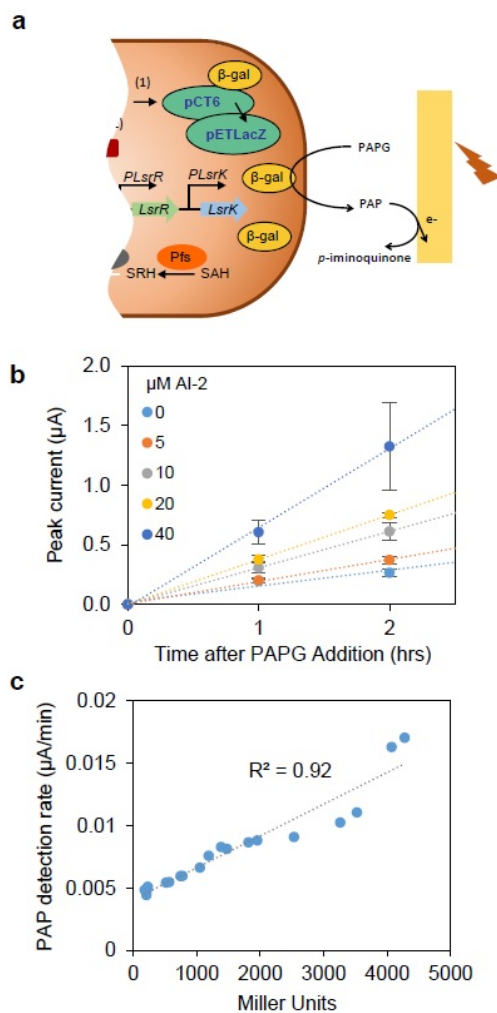 a
β-gal
(1)
pCT6
pETLacZ
PLsrR
PLsrK
β-gal
PAPG
LsrR
LsrK
PAP
e-
β-gal
p-iminoquinone
Pfs
SRH
SAH
b
2.0
1.5
1.0
0.5
0.0
Peak current (μA)
μM AI-2
0
5
10
20
40
0
1
2
Time after PAPG Addition (hrs)
c
0.02
0.015
0.01
0.005
0
PAP detection rate (μA/min)
R² = 0.92
0
1000
2000
3000
4000
5000
Miller Units